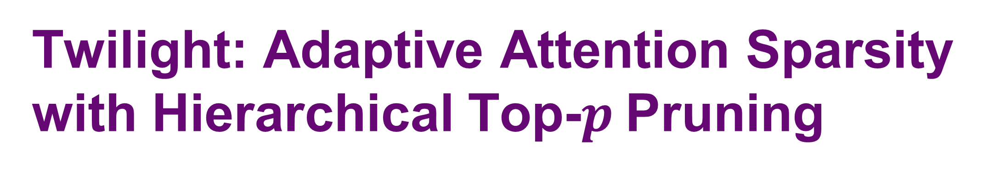 Twilight: Adaptive Attention Sparsity
with Hierarchical Top-p Pruning